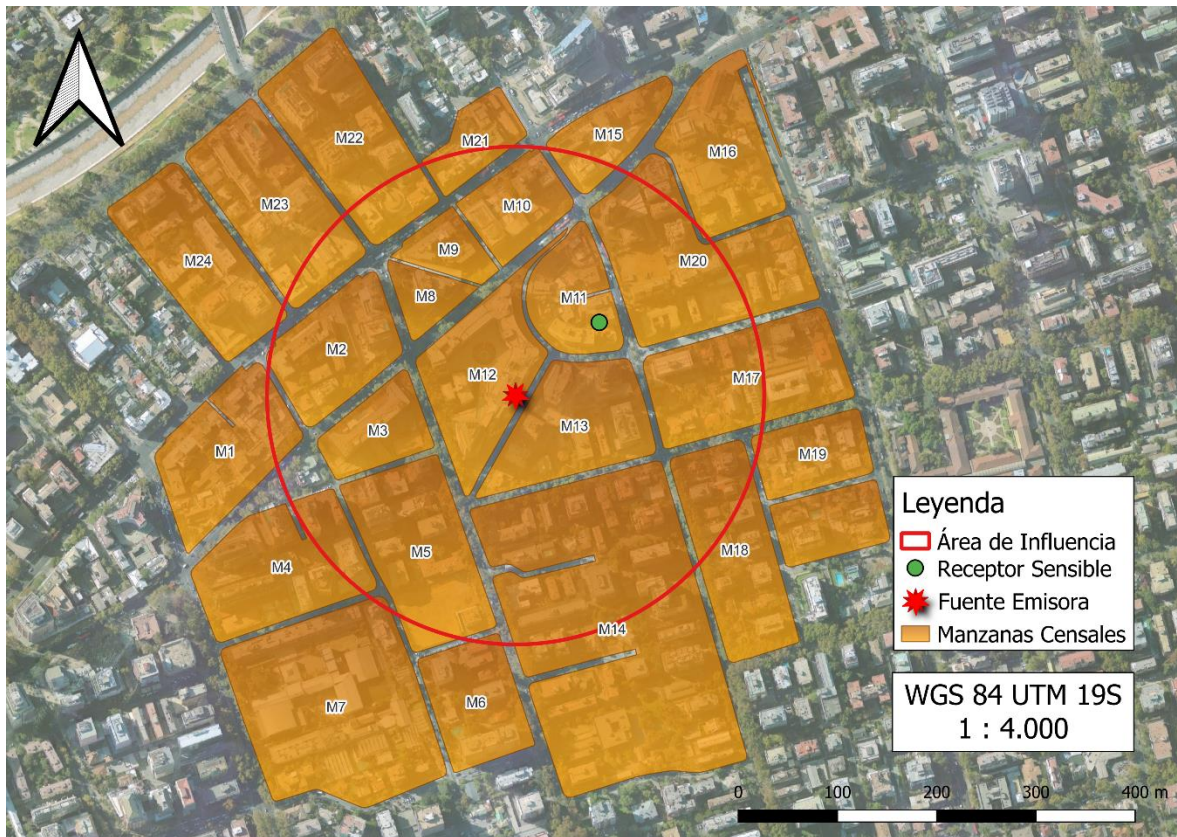 M22
M21
M15
M16
M23
M10
M24
M9
M20
M8
M11
M2
M12
M17
M3
M13
M1
M19
M5
M18
M4
M14
M7
M6
Leyenda
Área de Influencia
Receptor Sensible
Fuente Emisora
Manzanas Censales
WGS 84 UTM 19S
1 : 4.000
0 100 200 300 400 m